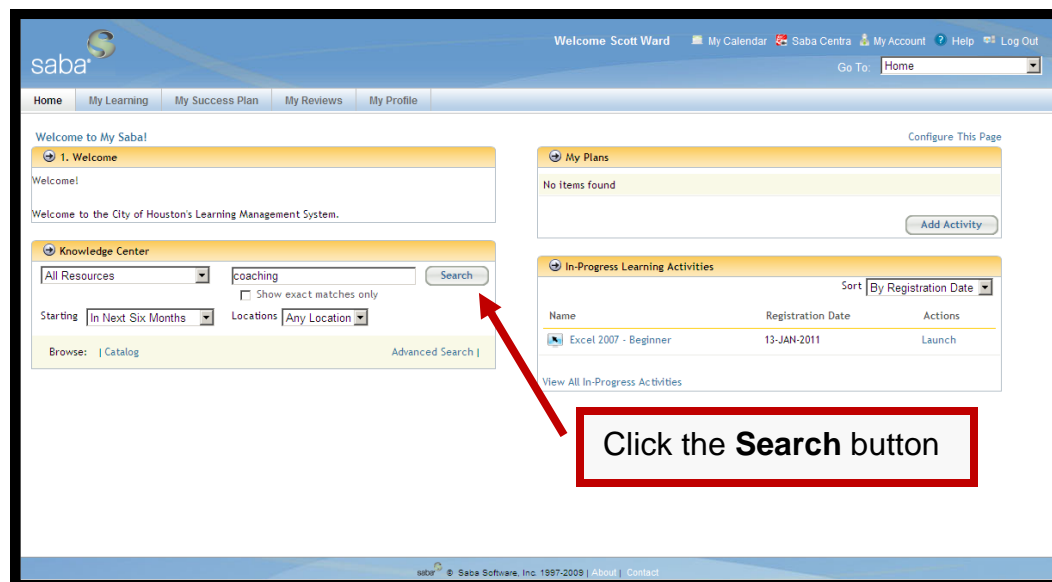 Welcome Scott Ward My Calendar Saba Centra My Account ? Help Log Out
saba
Go To: Home
Home My Learning My Success Plan My Reviews My Profile
Welcome to My Saba!
Configure This Page
1. Welcome
Welcome!
Welcome to the City of Houston's Learning Management System.
Knowledge Center
All Resources coaching Search
Show exact matches only
Starting In Next Six Months Locations Any Location
Browse: | Catalog Advanced Search |
My Plans
No items found
Add Activity
In-Progress Learning Activities
Sort By Registration Date
Name Registration Date Actions
Excel 2007 - Beginner 13-JAN-2011 Launch
View All In-Progress Activities
Click the Search button
saba © Saba Software, Inc. 1997-2009 | About | Contact